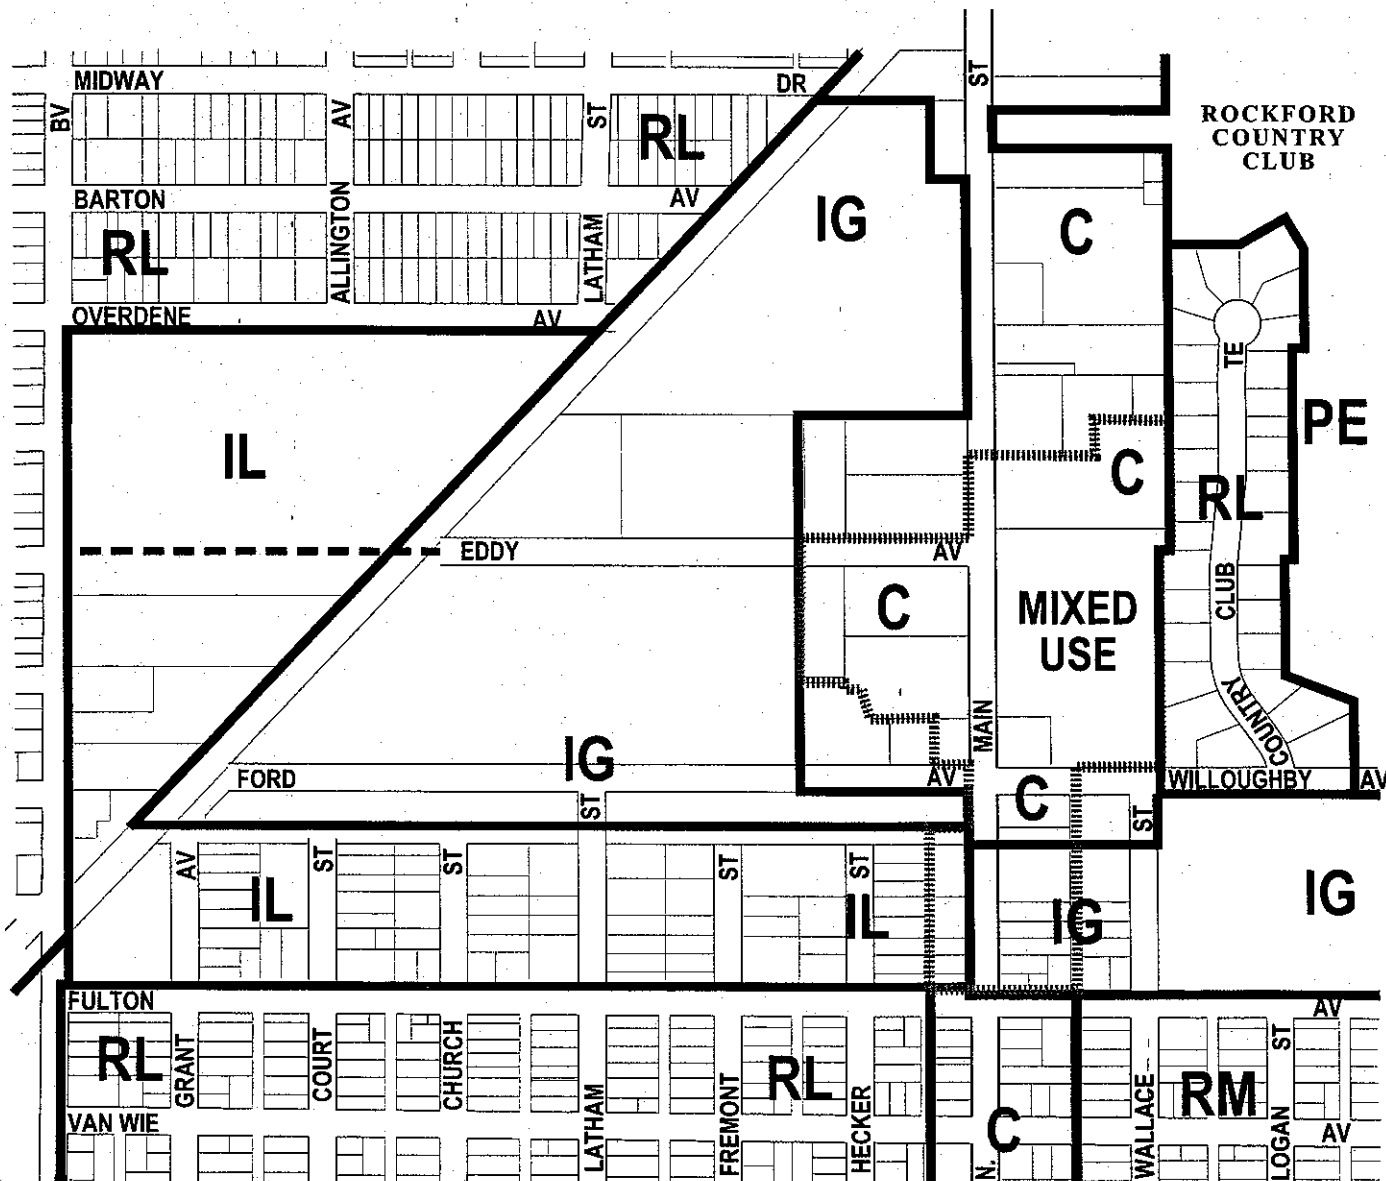 MIDWAY
DR
ST
BV
AV
ST
RL
ROCKFORD
COUNTRY
CLUB
BARTON
AV
IG
C
RL
ALLINGTON
LATHAM
OVERDENE
AV
TE
PE
IL
C
RL
EDDY
AV
C
MIXED
USE
CLUB
COUNTRY
MAIN
IG
FORD
AV
WILLOUGHBY
AV
C
ST
ST
AV
ST
ST
ST
ST
IL
IL
IG
IG
FULTON
AV
RL
GRANT
COURT
CHURCH
LATHAM
FREMONT
RL
HECKER
C
N.
WALLACE
RM
ST
LOGAN
VAN WIE
AV